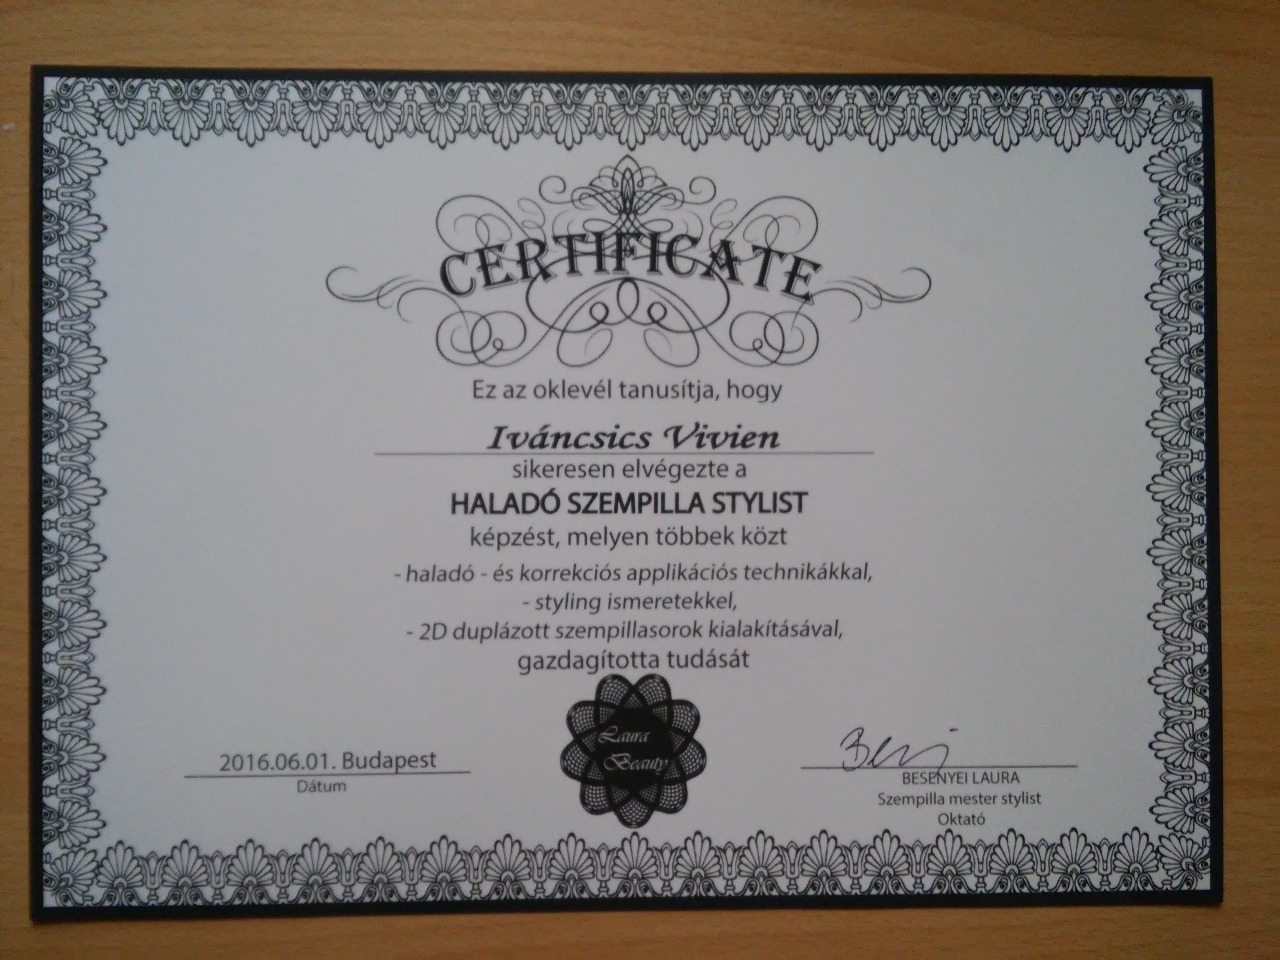 CERTIFICATE
Ez az oklevél tanusítja, hogy
Iváncsics Vivien
sikeresen elvégezte a
HALADÓ SZEMPILLA STYLIST
képzést, melyen többek közt
- haladó - és korrekciós applikációs technikákkal,
- styling ismeretekkel,
- 2D duplázott szempillasorok kialakításával,
gazdagította tudását
Laura
Beauty
2016.06.01. Budapest
Dátum
BESENYEI LAURA
Szempilla mester stylist
Oktató